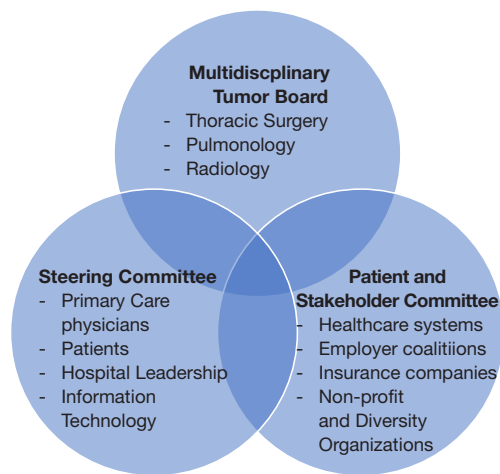 Multidiscplinary
Tumor Board
- Thoracic Surgery
- Pulmonology
- Radiology
Steering Committee
- Primary Care
physicians
- Patients
- Hospital Leadership
- Information
Technology
Patient and
Stakeholder Committee
- Healthcare systems
- Employer coalitiions
- Insurance companies
- Non-profit
and Diversity
Organizations